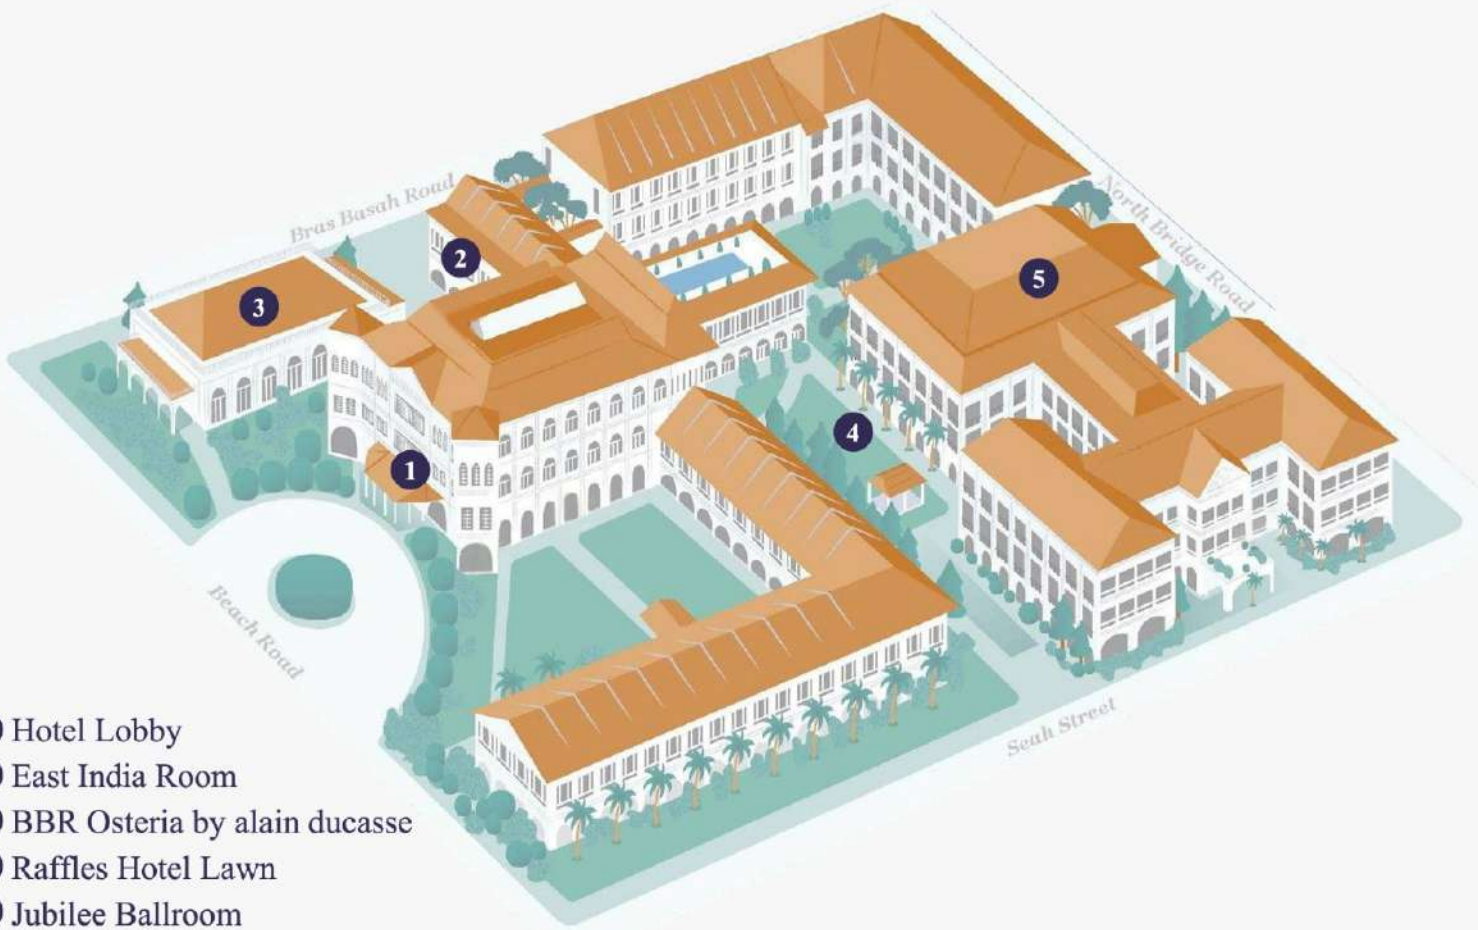 Bras Basah Road
North Bridge Road
2
3
5
4
1
Beach Road
Seah Street
Hotel Lobby
East India Room
BBR Osteria by alain ducasse
Raffles Hotel Lawn
Jubilee Ballroom